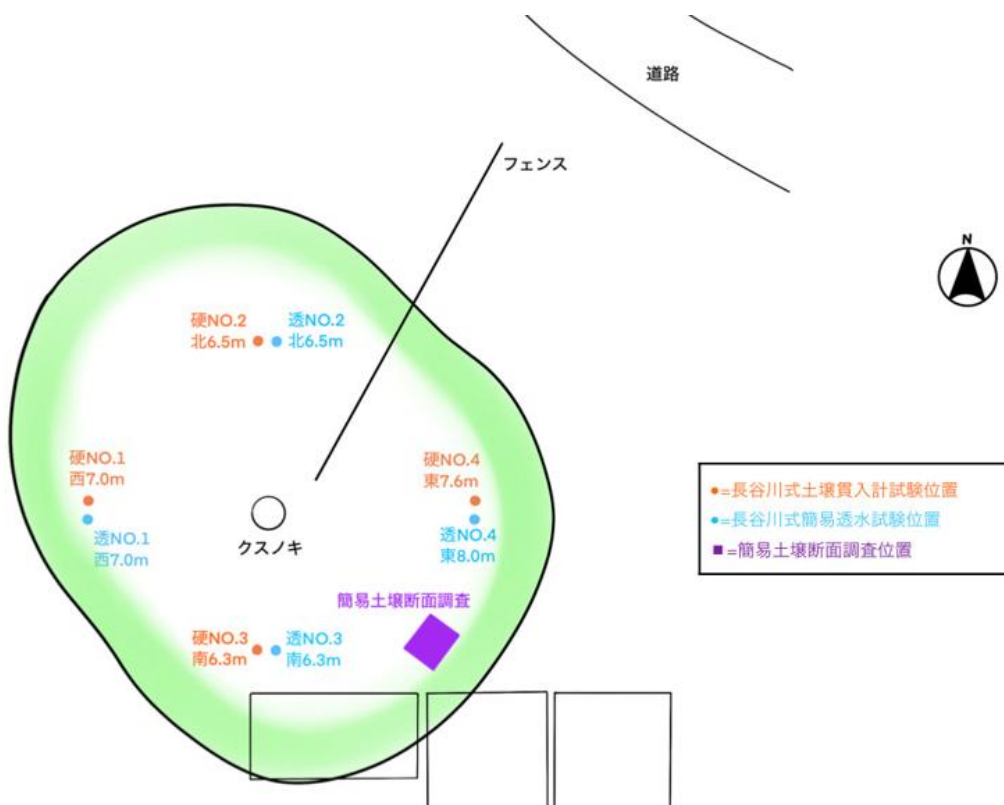 道路
フェンス
N
硬NO.2
北6.5m
透NO.2
北6.5m
硬NO.1
西7.0m
透NO.1
西7.0m
クスノキ
硬NO.4
東7.6m
透NO.4
東8.0m
簡易土壌断面調査
硬NO.3
南6.3m
透NO.3
南6.3m
●=長谷川式土壌貫入計試験位置
●=長谷川式簡易透水試験位置
■=簡易土壌断面調査位置